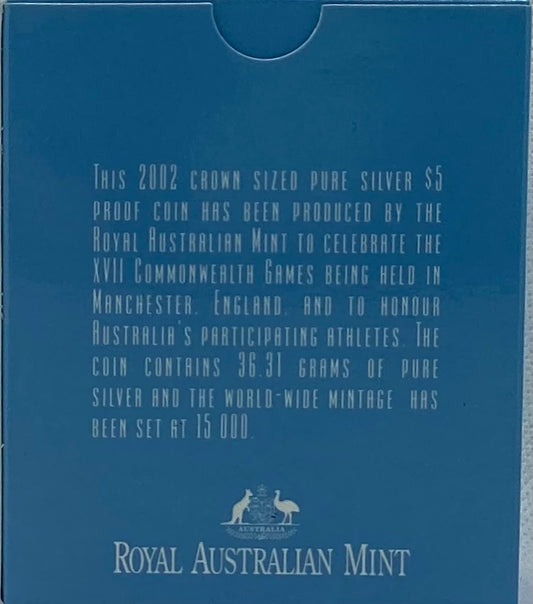 This 2002 crown sized pure silver $5
proof coin has been produced by the
Royal Australian Mint to celebrate the
XVII Commonwealth Games being held in
Manchester, England, and to honour
Australia's participating athletes. The
coin contains 36.31 grams of pure
silver and the world-wide mintage has
been set at 15 000.
AUSTRALIA
ROYAL AUSTRALIAN MINT